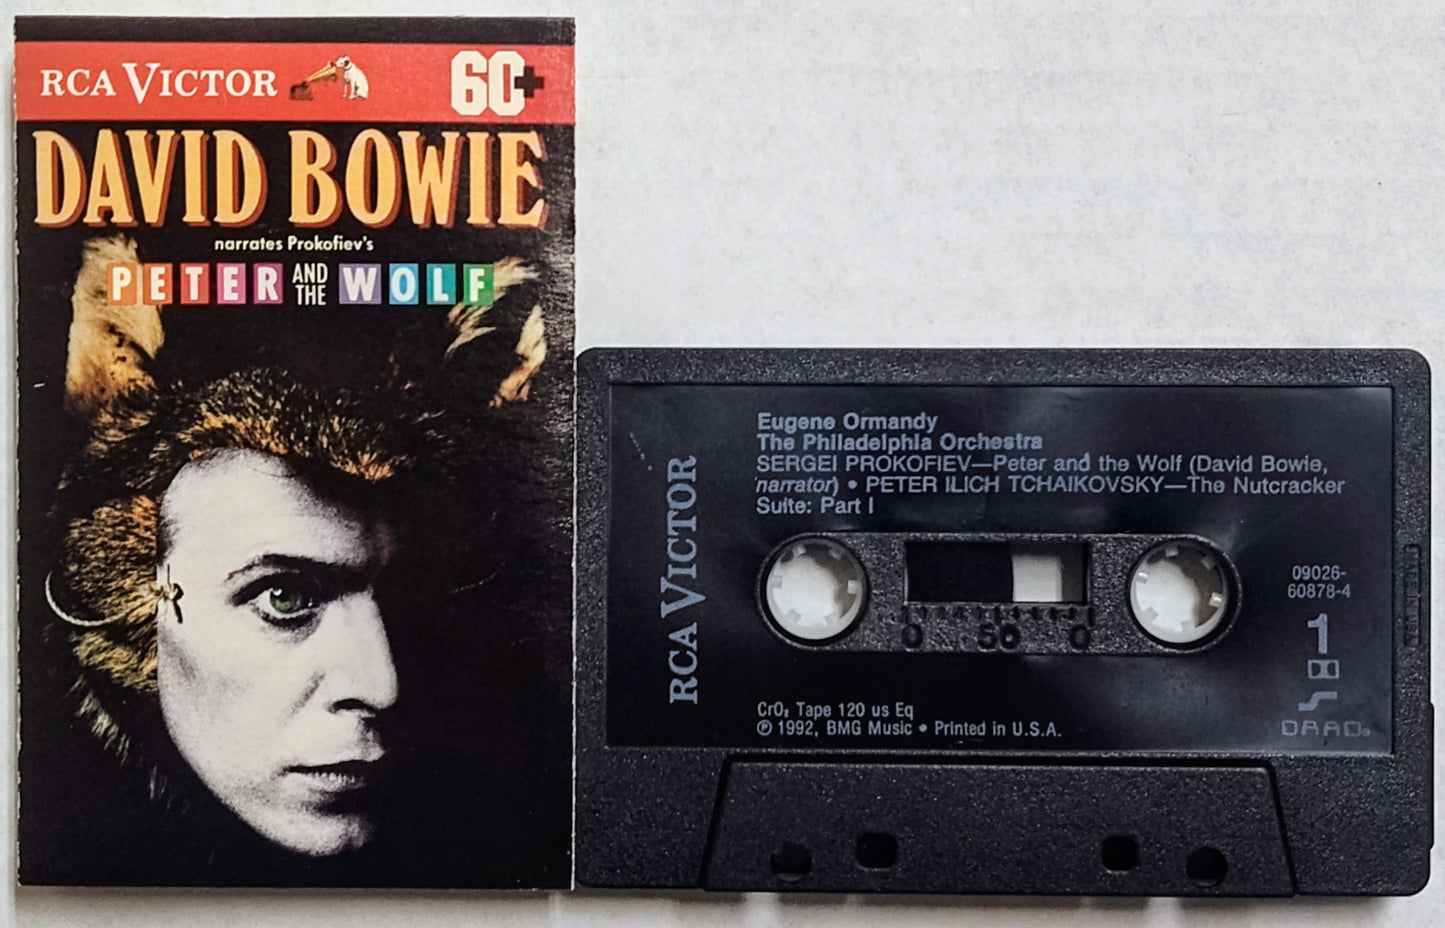 RCA VICTOR 60+
DAVID BOWIE
narrates Prokofiev's
PETER AND THE WOLF
Eugene Ormandy
The Philadelphia Orchestra
SERGEI PROKOFIEV—Peter and the Wolf (David Bowie,
narrator) • PETER ILICH TCHAIKOVSKY—The Nutcracker
Suite: Part I
RCA VICTOR
09026-
60878-4
1
0 50 0
CrO₂ Tape 120 us Eq
℗ 1992, BMG Music • Printed in U.S.A.